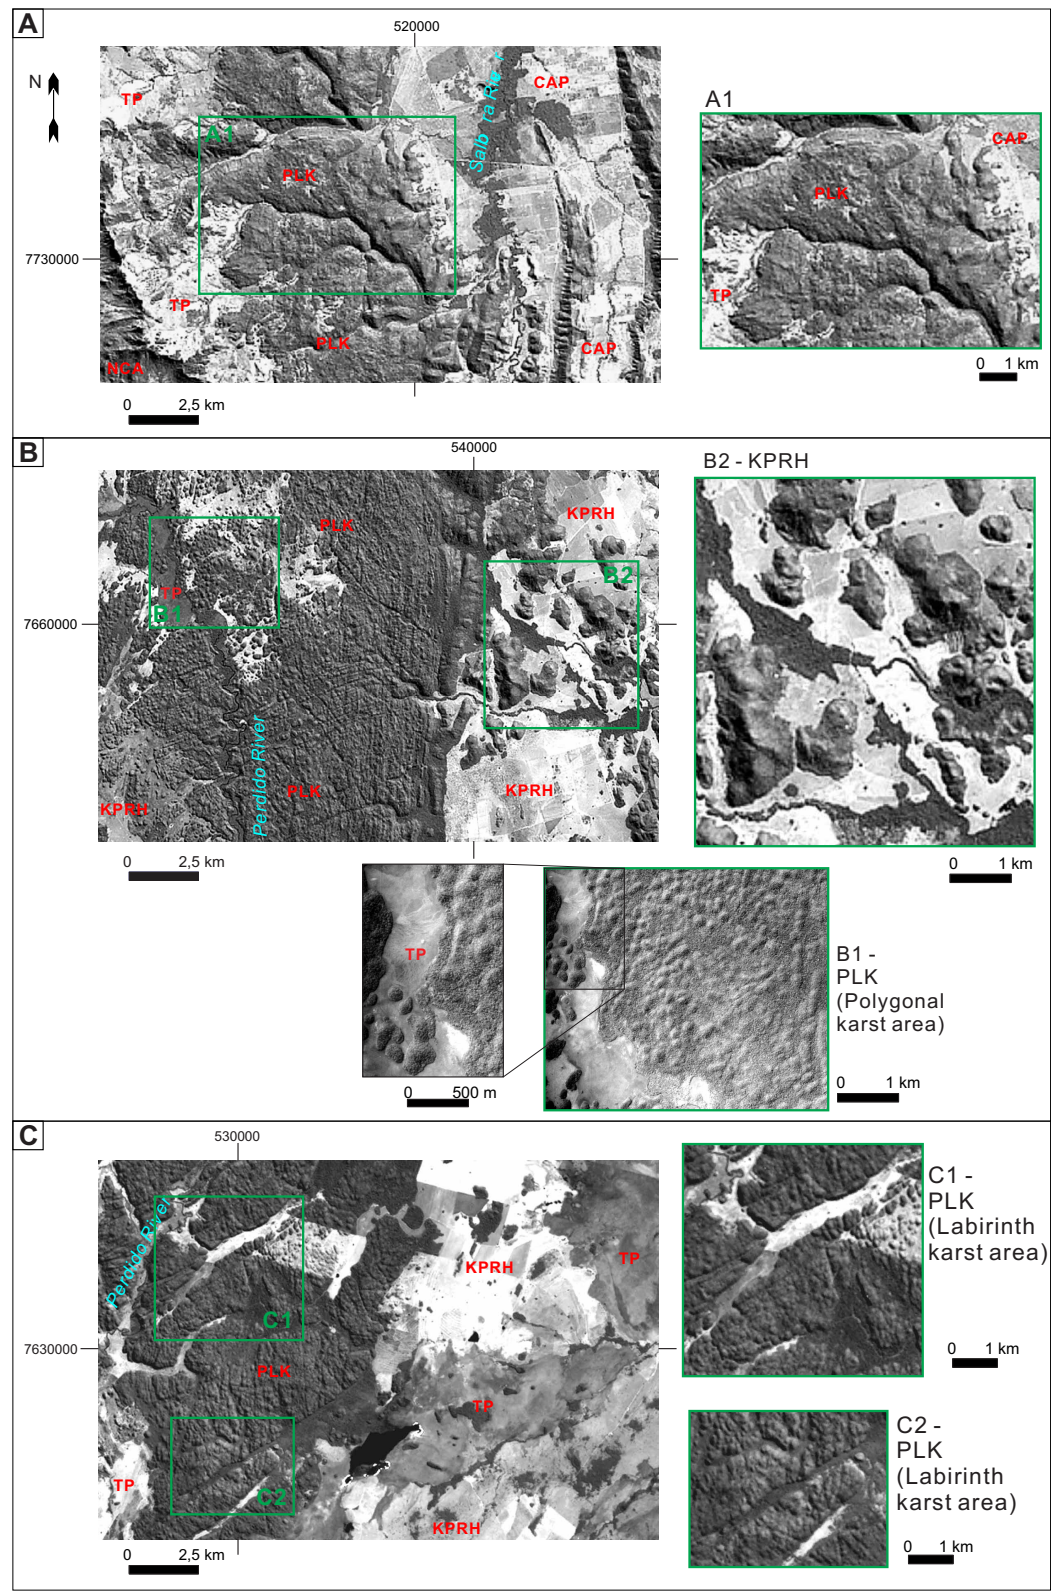 A
520000
N
TP
A1
PLK
Salobra River
CAP
7730000
TP
PLK
CAP
NCA
0 2,5 km
A1
CAP
PLK
TP
0 1 km
B
540000
B2 - KPRH
PLK
KPRH
TP
B1
B2
7660000
Perdido River
PLK
KPRH
KPRH
0 2,5 km
0 1 km
TP
0 500 m
B1 -
PLK
(Polygonal
karst area)
0 1 km
C
530000
Perdido River
KPRH
TP
C1
7630000
PLK
TP
C2
TP
KPRH
0 2,5 km
C1 -
PLK
(Labirinth
karst area)
0 1 km
C2 -
PLK
(Labirinth
karst area)
0 1 km